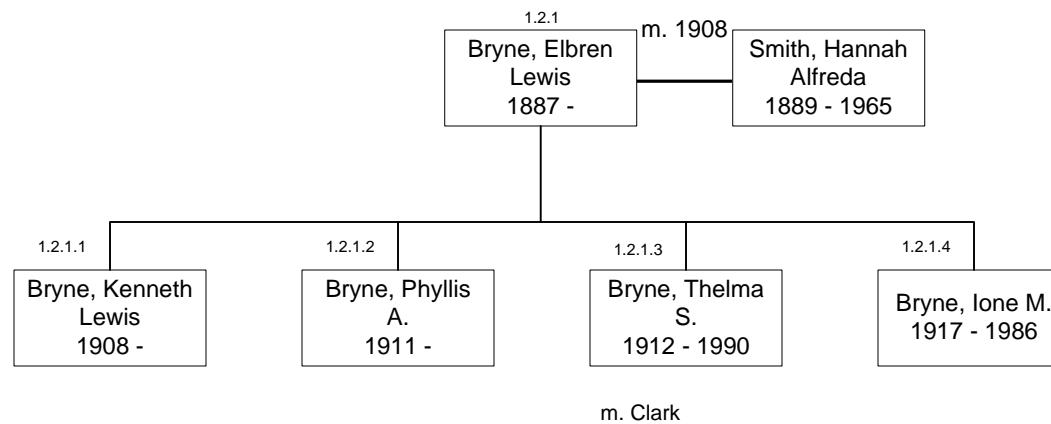 1.2.1
m. 1908
Bryne, Elbren
Lewis
1887 -
Smith, Hannah
Alfreda
1889 - 1965
1.2.1.1
Bryne, Kenneth
Lewis
1908 -
1.2.1.2
Bryne, Phyllis
A.
1911 -
1.2.1.3
Bryne, Thelma
S.
1912 - 1990
1.2.1.4
Bryne, Ione M.
1917 - 1986
m. Clark